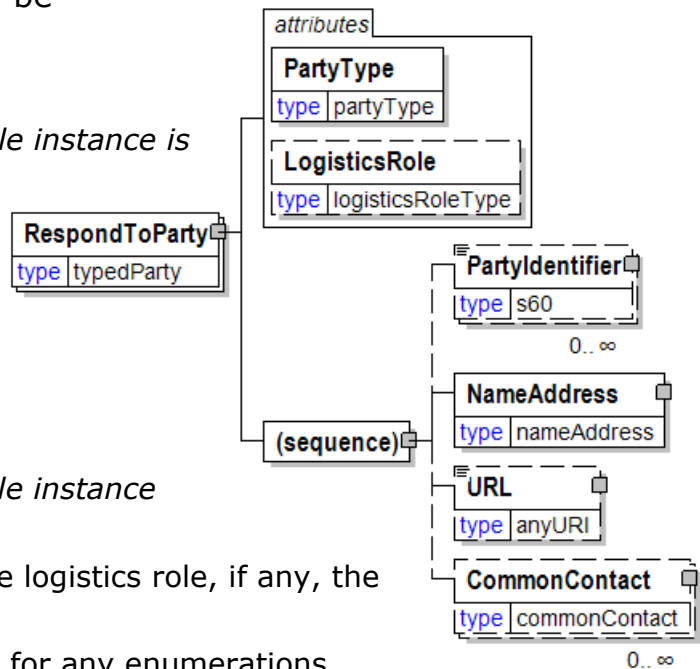 be
attributes
PartyType
type partyType
le instance is
LogisticsRole
type logisticsRoleType
RespondToParty
type typedParty
PartyIdentifier
type s60
0.. ∞
NameAddress
type nameAddress
(sequence)
URL
type anyURI
le instance
e logistics role, if any, the
CommonContact
type commonContact
for any enumerations
0.. ∞